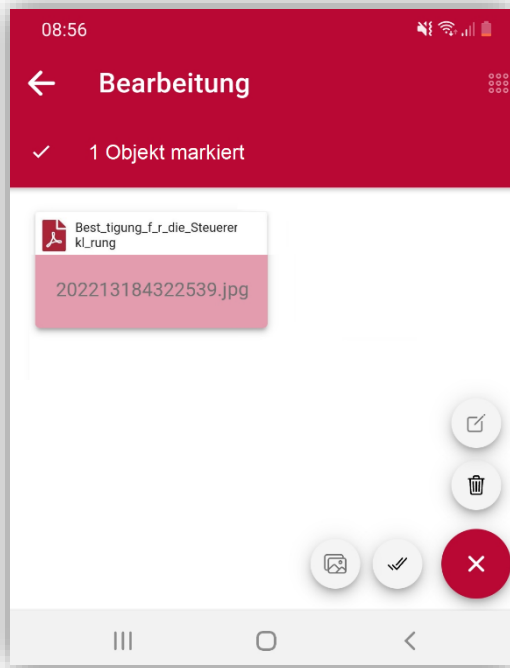 08:56
Bearbeitung
1 Objekt markiert
Best_tigung_f_r_die_Steuerer
kl_rung
202213184322539.jpg